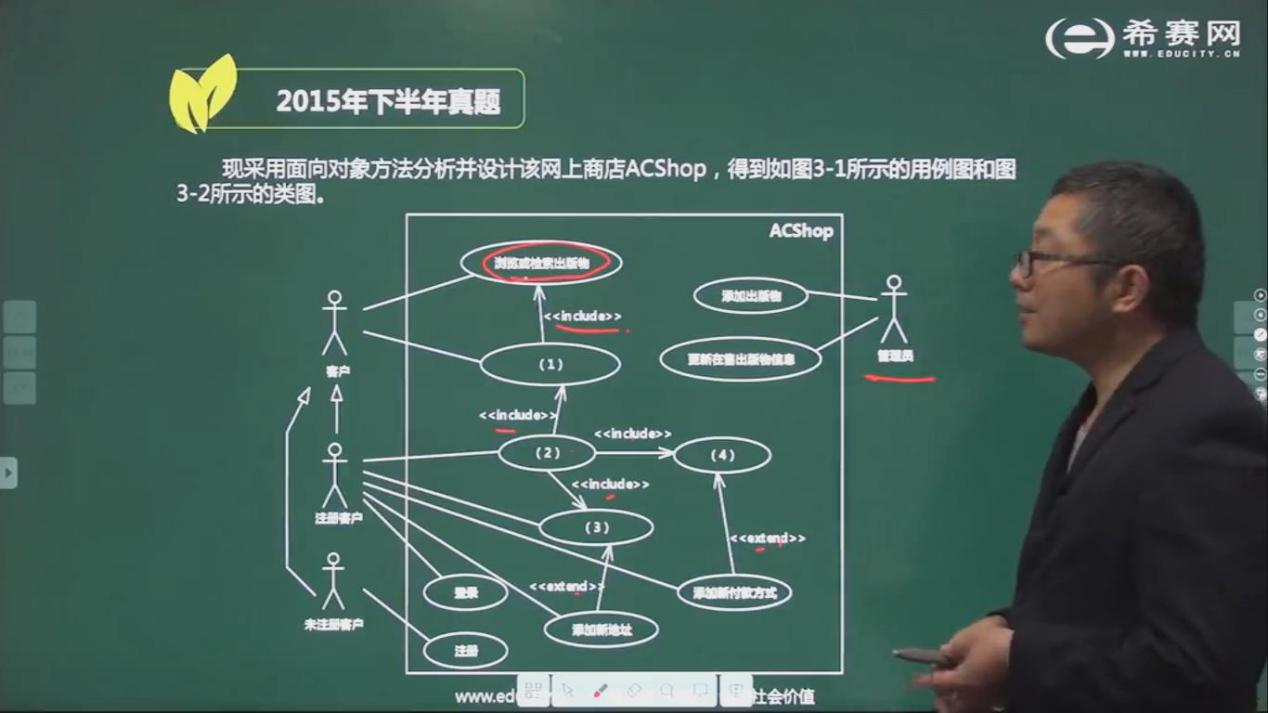 希赛网
WWW.EDUCITY.CN
2015年下半年真题
现采用面向对象方法分析并设计该网上商店ACShop，得到如图3-1所示的用例图和图
3-2所示的类图。
ACShop
浏览或检索出版物
添加出版物
<<include>>
（1）
更新在售出版物信息
管理员
客户
<<include>>
<<include>>
（2）
（4）
<<include>>
注册客户
（3）
<<extend>>
<<extend>>
登录
添加新付款方式
未注册客户
添加新地址
注册
www.edu
社会价值